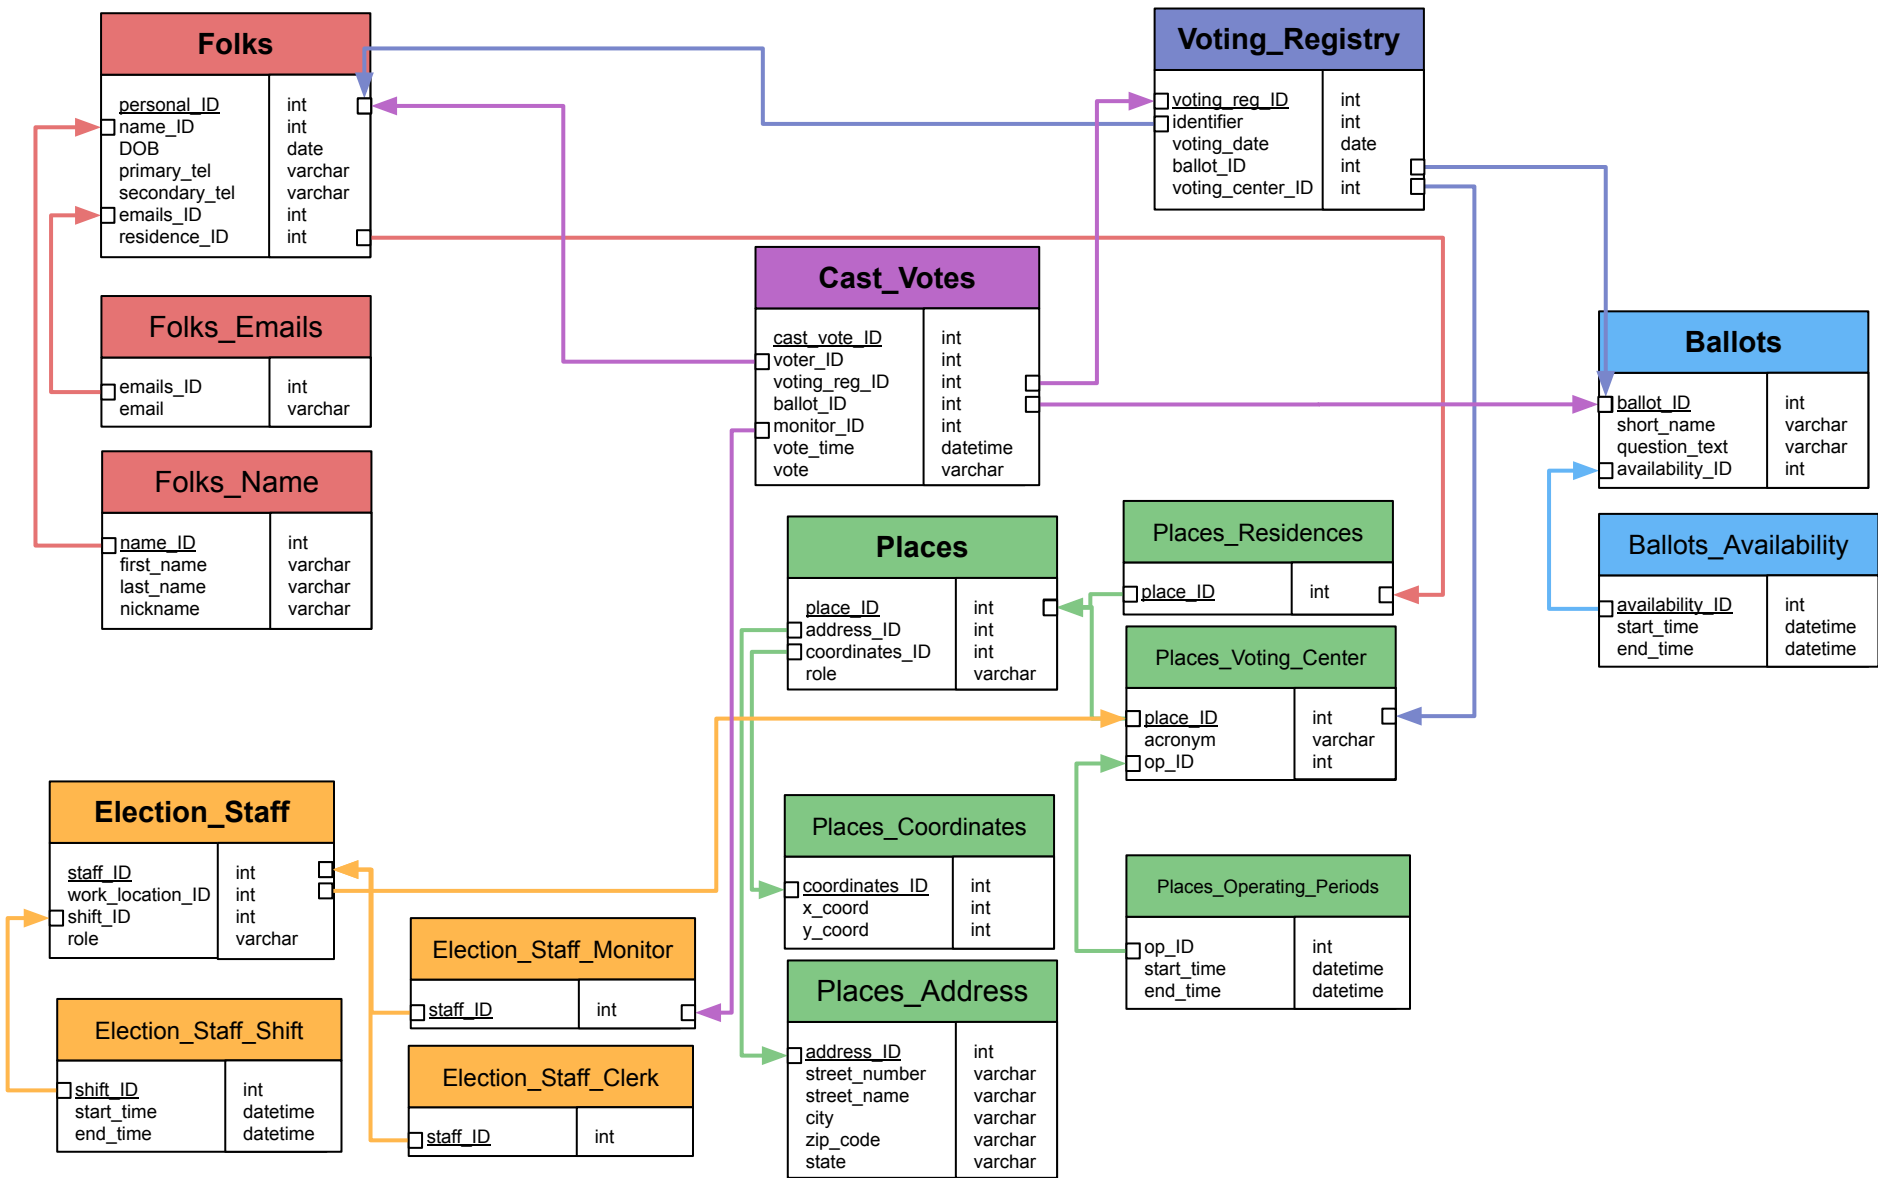 Folks
personal_ID int
name_ID int
DOB date
primary_tel varchar
secondary_tel varchar
emails_ID int
residence_ID int
Folks_Emails
emails_ID int
email varchar
Folks_Name
name_ID int
first_name varchar
last_name varchar
nickname varchar
Voting_Registry
voting_reg_ID int
identifier int
voting_date date
ballot_ID int
voting_center_ID int
Cast_Votes
cast_vote_ID int
voter_ID int
voting_reg_ID int
ballot_ID int
monitor_ID int
vote_time datetime
vote varchar
Ballots
ballot_ID int
short_name varchar
question_text varchar
availability_ID int
Ballots_Availability
availability_ID int
start_time datetime
end_time datetime
Places
place_ID int
address_ID int
coordinates_ID int
role varchar
Places_Residences
place_ID int
Places_Voting_Center
place_ID int
acronym varchar
op_ID int
Places_Coordinates
coordinates_ID int
x_coord int
y_coord int
Places_Operating_Periods
op_ID int
start_time datetime
end_time datetime
Places_Address
address_ID int
street_number varchar
street_name varchar
city varchar
zip_code varchar
state varchar
Election_Staff
staff_ID int
work_location_ID int
shift_ID int
role varchar
Election_Staff_Monitor
staff_ID int
Election_Staff_Shift
shift_ID int
start_time datetime
end_time datetime
Election_Staff_Clerk
staff_ID int